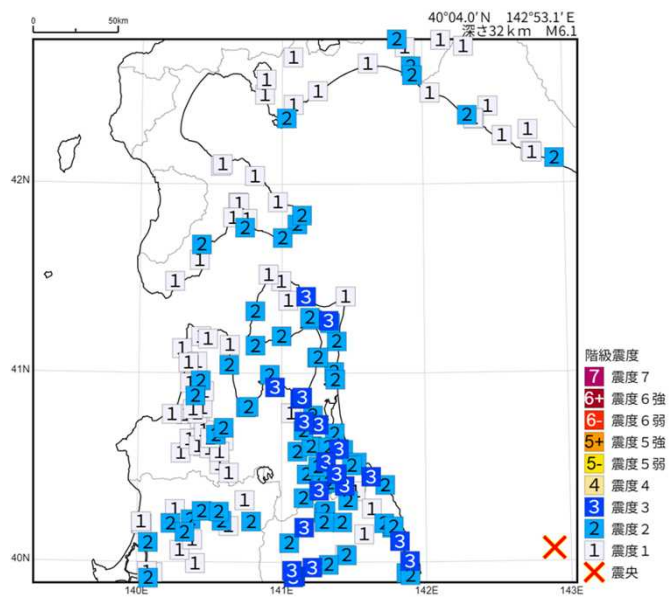 0 50km
40°04.0′N 142°53.1′E
深さ32km M6.1
42N
41N
40N
140E 141E 142E 143E
階級震度
7 震度7
6+ 震度6強
6- 震度6弱
5+ 震度5強
5- 震度5弱
4 震度4
3 震度3
2 震度2
1 震度1
震央